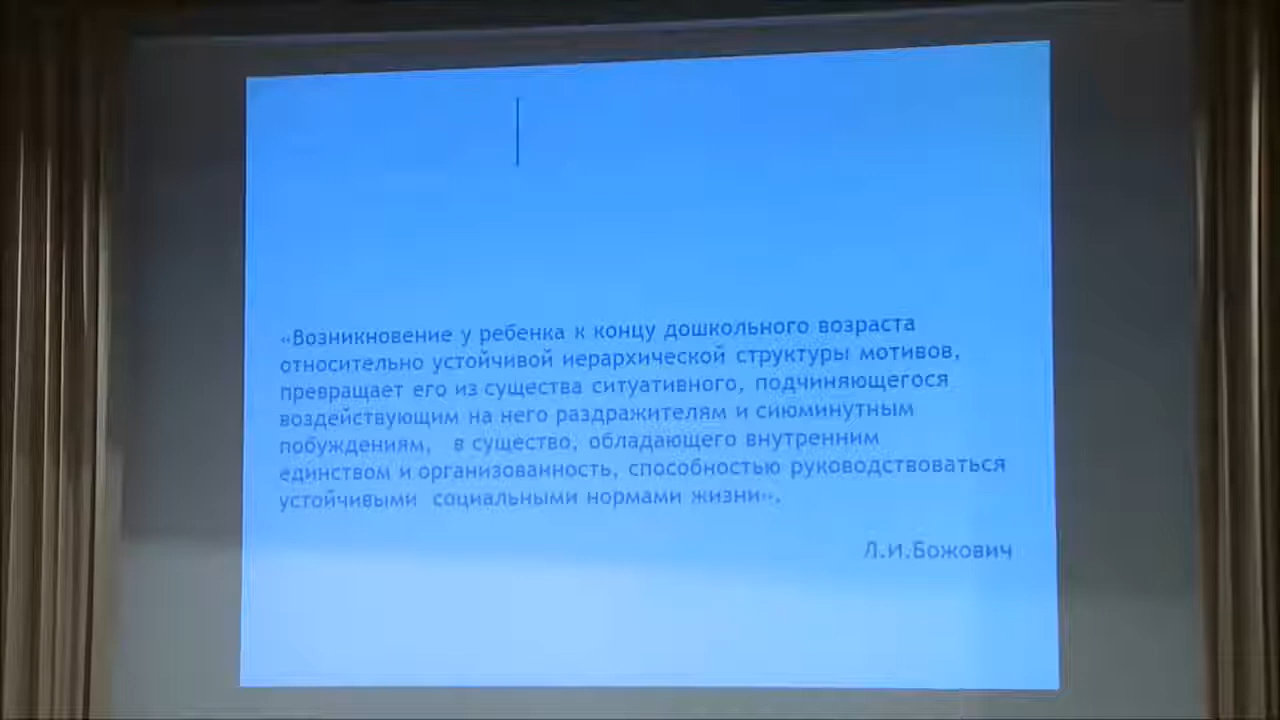 «Возникновение у ребенка к концу дошкольного возраста
относительно устойчивой иерархической структуры мотивов,
превращает его из существа ситуативного, подчиняющегося
воздействующим на него раздражителям и сиюминутным
побуждениям, в существо, обладающего внутренним
единством и организованность, способностью руководствоваться
устойчивыми социальными нормами жизни».
Л.И.Божович